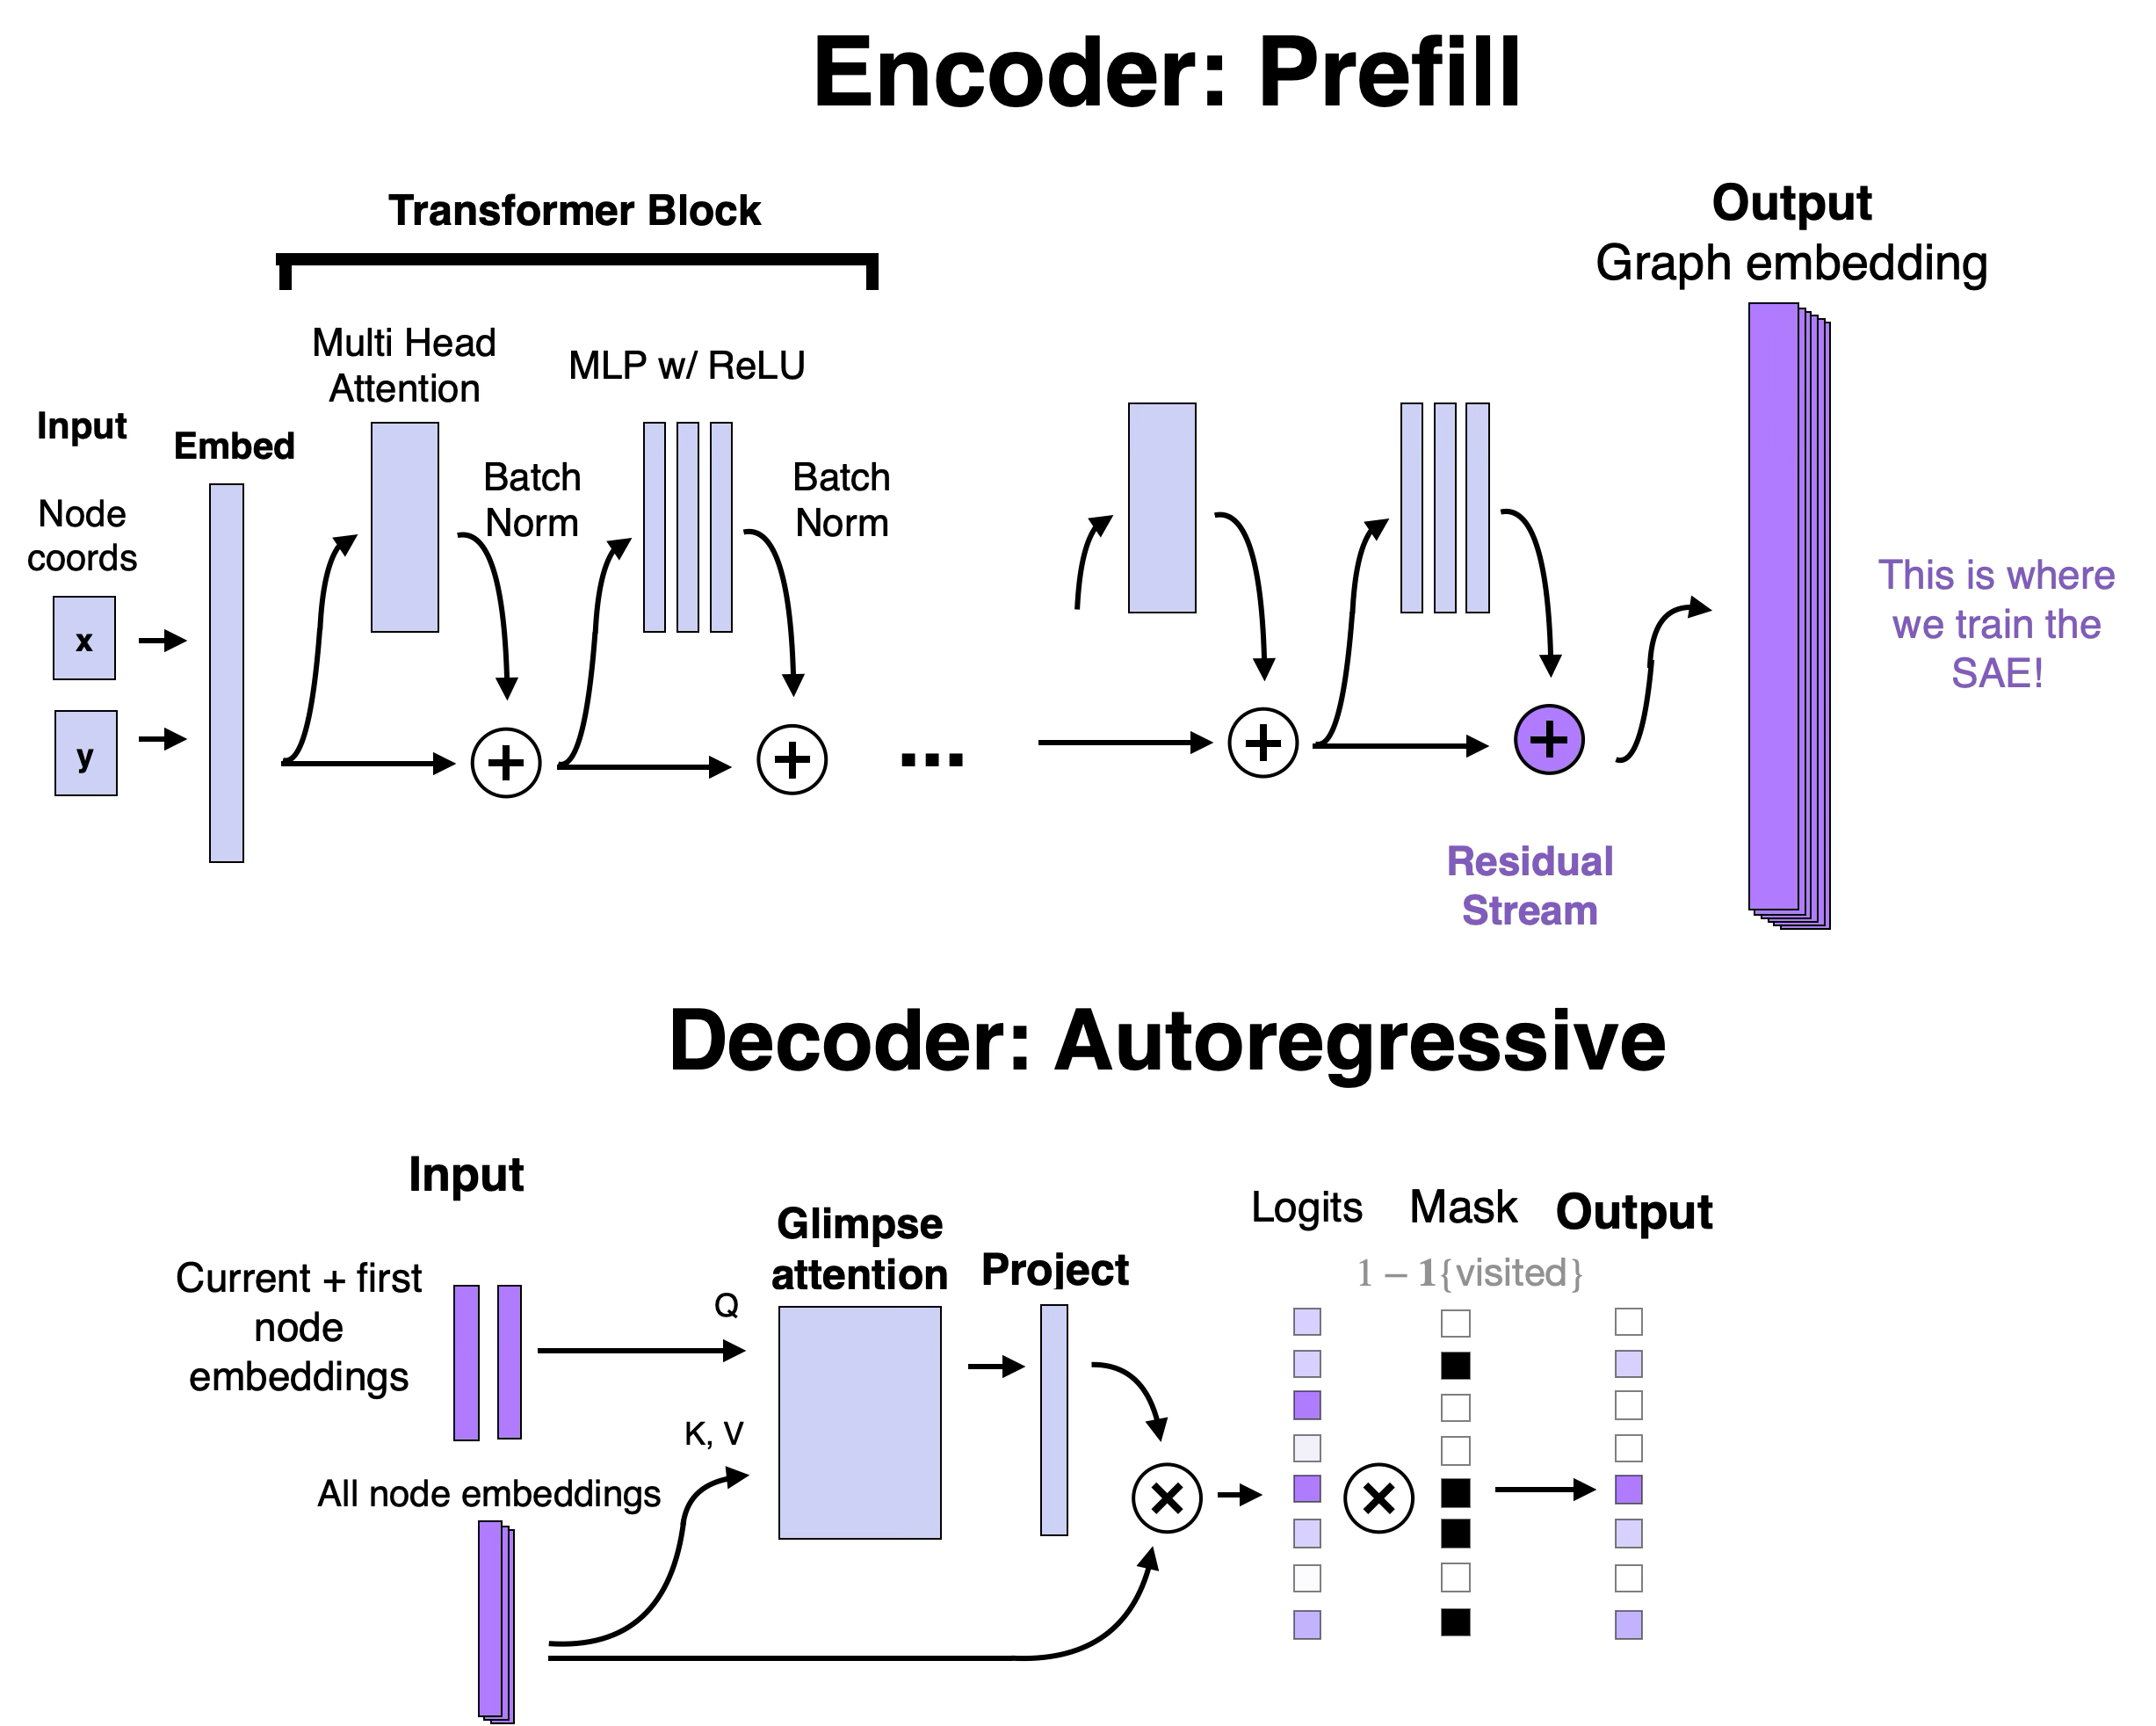 Encoder: Prefill
Transformer Block
Output
Graph embedding
Multi Head
Attention
MLP w/ ReLU
Input
Embed
Batch
Norm
Batch
Norm
Node
coords
x
y
This is where
we train the
SAE!
...
Residual
Stream
Decoder: Autoregressive
Input
Glimpse
attention
Project
Logits
Mask
Output
1 − 1{visited}
Current + first
node
embeddings
Q
K, V
All node embeddings